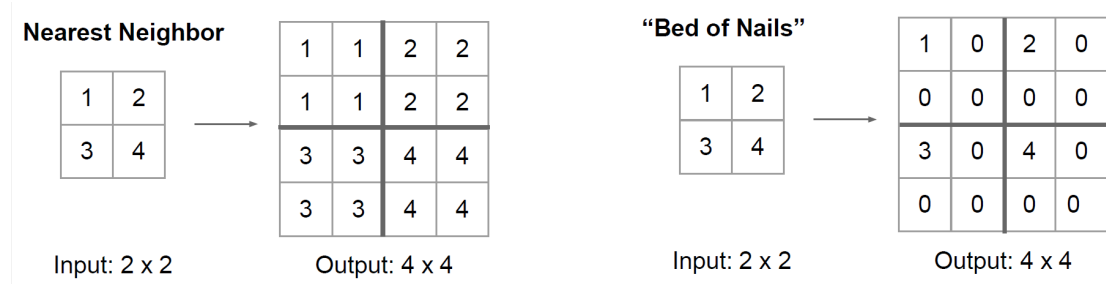 Nearest Neighbor
1 2
3 4
1 1 2 2
1 1 2 2
3 3 4 4
3 3 4 4
Input: 2 x 2
Output: 4 x 4
“Bed of Nails”
1 2
3 4
1 0 2 0
0 0 0 0
3 0 4 0
0 0 0 0
Input: 2 x 2
Output: 4 x 4